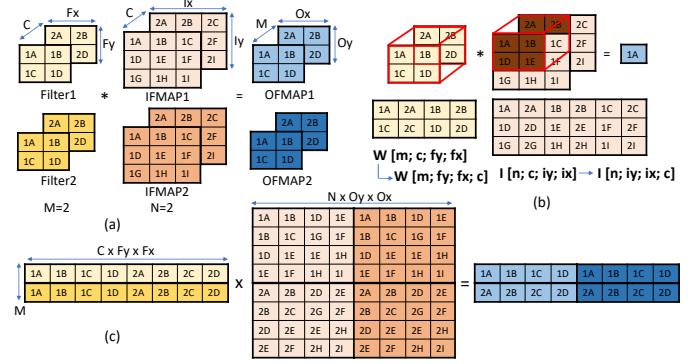 C Fx C Ix Ox
2A 2B 2A 2B 2C M 2A 2B
Fy Iy Oy
1A 1B 2D 1A 1B 1C 2F 1A 1B 2D
1C 1D 1D 1E 1F 2I 1C 1D
1G 1H 1I
Filter1 * IFMAP1 = OFMAP1
2A 2B 2A 2B 2C 2A 2B
1A 1B 2D 1A 1B 1C 2F 1A 1B 2D
1C 1D 1D 1E 1F 2I 1C 1D
1G 1H 1I
Filter2 IFMAP2 OFMAP2
M=2 N=2
(a)
2A 2B 2A 2B 2C
1A 1B 2D * 1A 1B 1C 2F = 1A
1C 1D 1D 1E 1F 2I
1G 1H 1I
1A 2A 1B 2B 1A 2A 1B 2B 1C 2C
1C 2C 1D 2D 1D 2D 1E 2E 1F 2F
1G 2G 1H 2H 1I 2I
W [m; c; fy; fx]
W [m; fy; fx; c]
I [n; c; iy; ix] I [n; iy; ix; c]
(b)
N x Oy x Ox
C x Fy x Fx
M
1A 1B 1C 1D 2A 2B 2C 2D
1A 1B 1C 1D 2A 2B 2C 2D
x
1A 1B 1D 1E 1A 1B 1D 1E
1B 1C 1G 1F 1B 1C 1G 1F
1D 1E 1E 1H 1D 1E 1G 1H
1E 1F 1H 1I 1E 1F 1H 1I
2A 2B 2D 2E 2A 2B 2D 2E
2B 2C 2G 2F 2B 2C 2G 2F
2D 2E 2E 2H 2D 2E 2E 2H
2E 2F 2H 2I 2E 2F 2H 2I
=
1A 1B 1C 1D 1A 1B 1C 1D
2A 2B 2C 2D 2A 2B 2C 2D
(c)